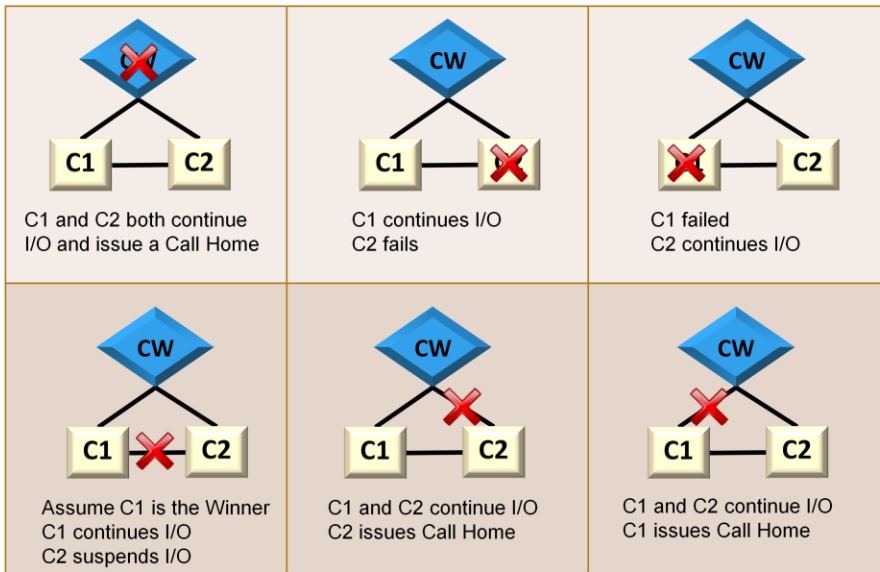 CW
C1
C2
C1 and C2 both continue
I/O and issue a Call Home
CW
C1
C1 continues I/O
C2 fails
CW
C2
C1 failed
C2 continues I/O
CW
C1
C2
Assume C1 is the Winner
C1 continues I/O
C2 suspends I/O
CW
C1
C2
C1 and C2 continue I/O
C2 issues Call Home
CW
C1
C2
C1 and C2 continue I/O
C1 issues Call Home